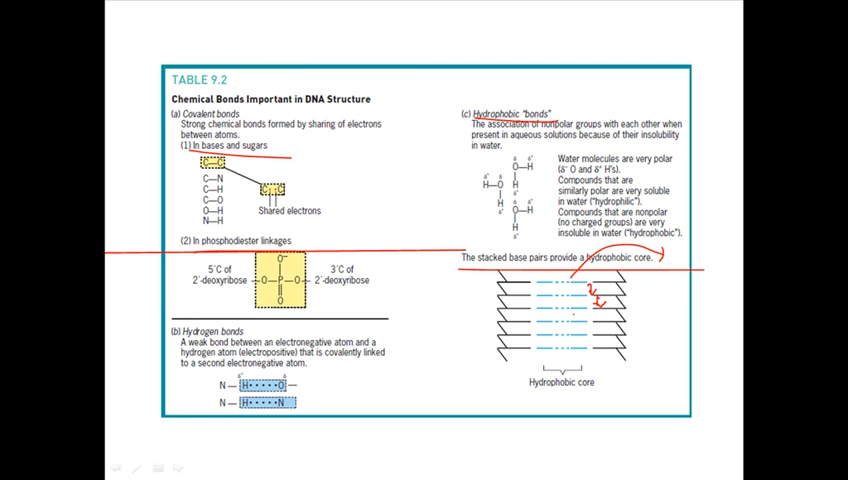 TABLE 9.2
Chemical Bonds Important in DNA Structure
(a) Covalent bonds
Strong chemical bonds formed by sharing of electrons
between atoms.
(1) In bases and sugars
C—C
C—N
C—H
C—O
O—H
N—H
C : C
Shared electrons
(2) In phosphodiester linkages
5'C of
2'-deoxyribose
O−
—O—P—O—
O
3'C of
2'-deoxyribose
(b) Hydrogen bonds
A weak bond between an electronegative atom and a
hydrogen atom (electropositive) that is covalently linked
to a second electronegative atom.
δ+ δ−
N—H·····O—
N—H·····N
(c) Hydrophobic "bonds"
The association of nonpolar groups with each other when
present in aqueous solutions because of their insolubility
in water.
O—H
H—O H
H O—H
H
Water molecules are very polar
(δ− O and δ+ H's).
Compounds that are
similarly polar are very soluble
in water ("hydrophilic").
Compounds that are nonpolar
(no charged groups) are very
insoluble in water ("hydrophobic").
The stacked base pairs provide a hydrophobic core.
Hydrophobic core